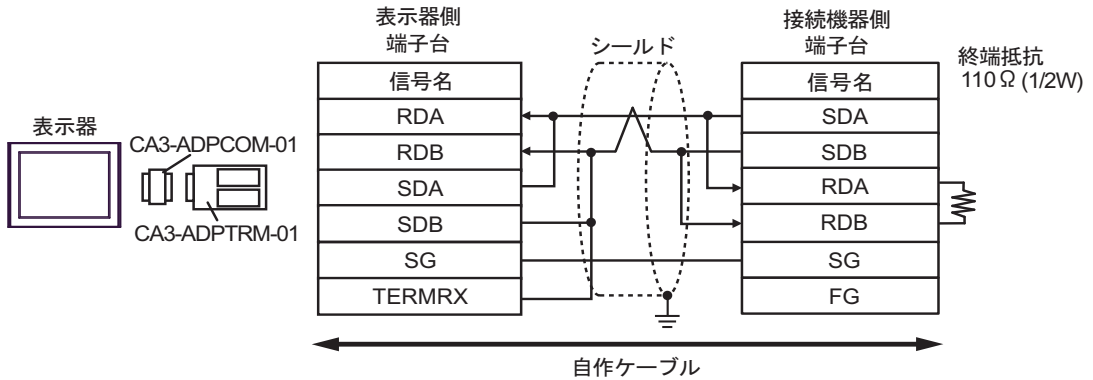 表示器
CA3-ADPCOM-01
CA3-ADPTRM-01
表示器側
端子台
信号名
RDA
RDB
SDA
SDB
SG
TERMRX
シールド
接続機器側
端子台
信号名
SDA
SDB
RDA
RDB
SG
FG
終端抵抗
110Ω (1/2W)
自作ケーブル